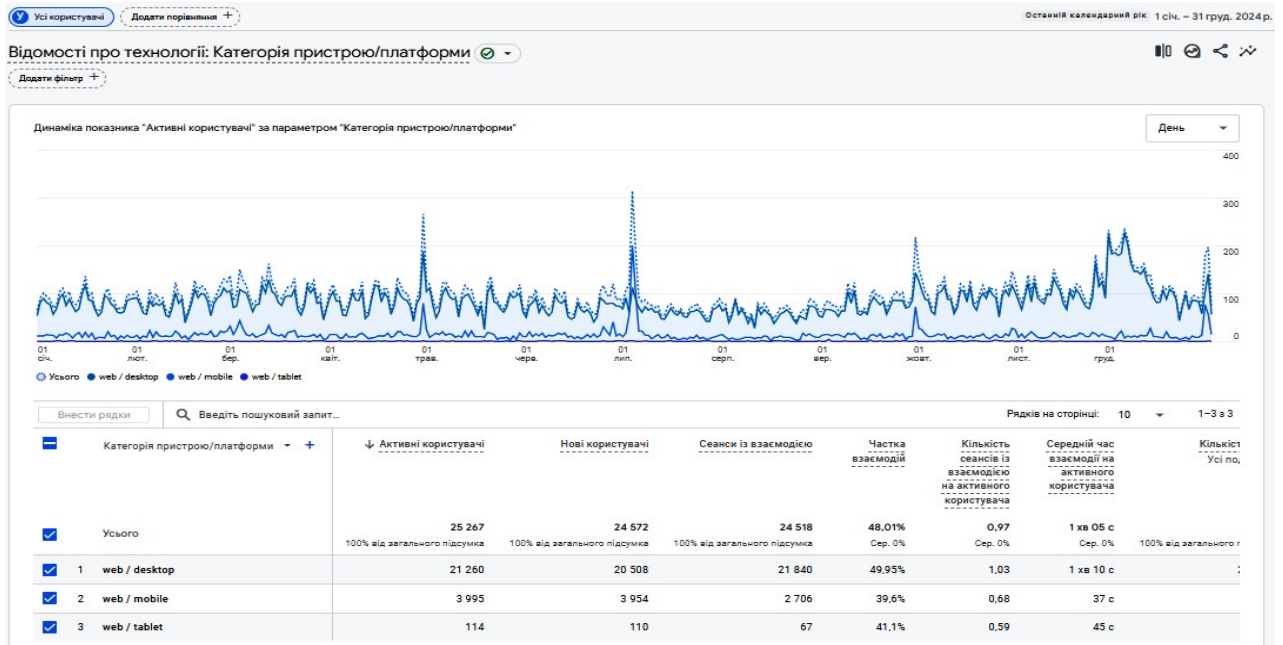 У Усі користувачі Додати порівняння +
Останній календарний рік 1 січ. – 31 груд. 2024 р.
Відомості про технології: Категорія пристрою/платформи
Додати фільтр +
Динаміка показника "Активні користувачі" за параметром "Категорія пристрою/платформи"
День
400
300
200
100
0
01 01 01 01 01 01 01 01 01 01 01 01
січ. лют. бер. квіт. трав. черв. лип. серп. вер. жовт. лист. груд.
Усього web / desktop web / mobile web / tablet
Внести рядки Введіть пошуковий запит... Рядків на сторінці: 10 1–3 з 3
Категорія пристрою/платформи + ↓ Активні користувачі Нові користувачі Сеанси із взаємодією Частка Кількість Середній час Кількіст
взаємодій сеансів із взаємодії на Усі по
взаємодією активного
на активного користувача
користувача
Усього 25 267 24 572 24 518 48,01% 0,97 1 хв 05 с
100% від загального підсумка 100% від загального підсумка 100% від загального підсумка Сер. 0% Сер. 0% Сер. 0% 100% від загального
1 web / desktop 21 260 20 508 21 840 49,95% 1,03 1 хв 10 с
2 web / mobile 3 995 3 954 2 706 39,6% 0,68 37 с
3 web / tablet 114 110 67 41,1% 0,59 45 с